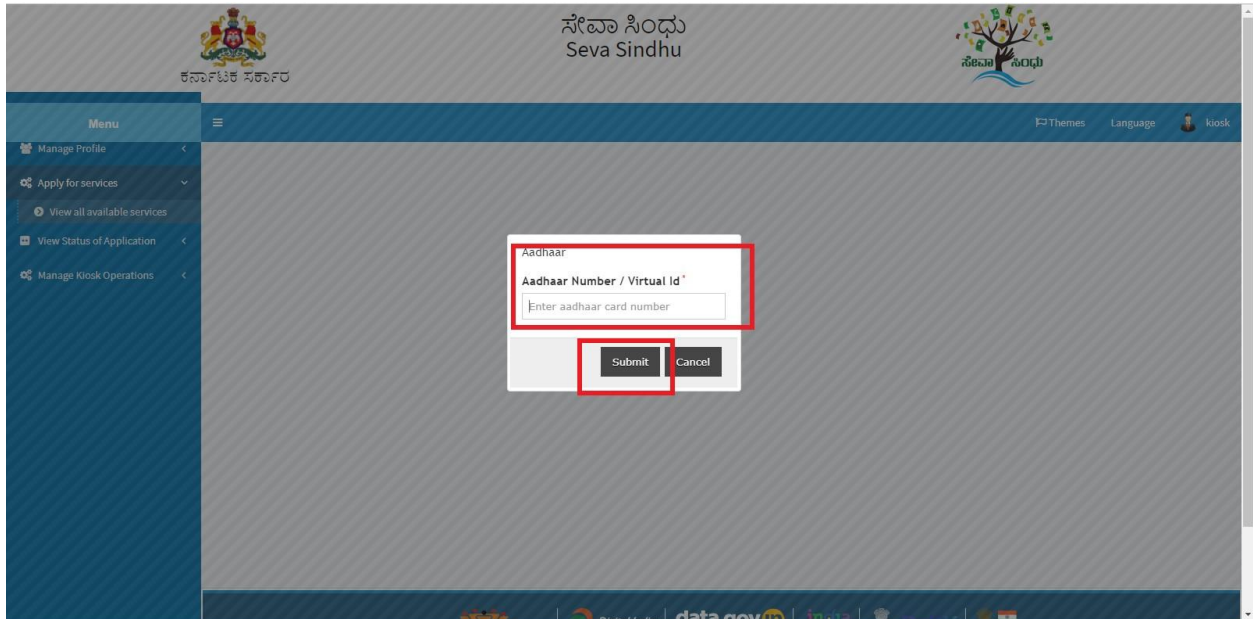 ಸೇವಾ ಸಿಂಧು
Seva Sindhu
ಕರ್ನಾಟಕ ಸರ್ಕಾರ
ಸೇವಾ ಸಿಂಧು
Menu
Themes Language kiosk
Manage Profile
Apply for services
View all available services
View Status of Application
Manage Kiosk Operations
Aadhaar
Aadhaar Number / Virtual Id *
Enter aadhaar card number
Submit Cancel
data.gov.in